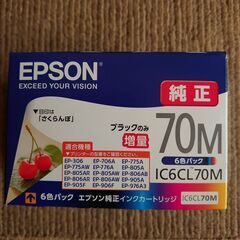 EPSON
EXCEED YOUR VISION
純正
目印は
「さくらんぼ」
ブラックのみ
増量
70M
6色パック
IC6CL70M
適合機種
EP-306 EP-706A EP-775A
EP-775AW EP-776A EP-805A
EP-805AR EP-805AW EP-806AB
EP-806AR EP-806AW EP-905A
EP-905F EP-906F EP-976A3
6色パック エプソン純正インクカートリッジ IC6CL70M